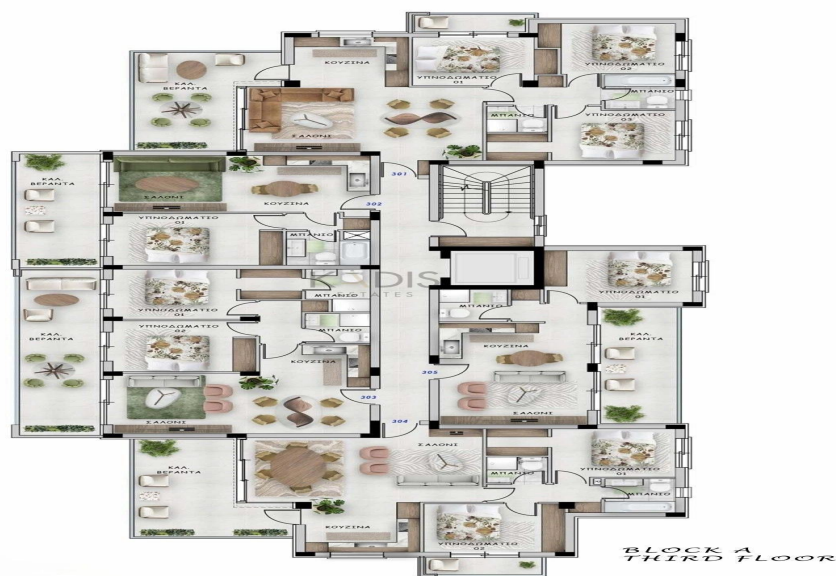 ΚΟΥΖΙΝΑ
ΥΠΝΟΔΩΜΑΤΙΟ
01
ΥΠΝΟΔΩΜΑΤΙΟ
02
ΚΑΛ.
ΒΕΡΑΝΤΑ
ΜΠΑΝΙΟ
ΜΠΑΝΙΟ
ΥΠΝΟΔΩΜΑΤΙΟ
03
ΣΑΛΟΝΙ
301
ΚΑΛ.
ΒΕΡΑΝΤΑ
ΣΑΛΟΝΙ
ΚΟΥΖΙΝΑ
302
ΥΠΝΟΔΩΜΑΤΙΟ
01
ΜΠΑΝΙΟ
KODIS
ESTATES
ΥΠΝΟΔΩΜΑΤΙΟ
01
ΜΠΑΝΙΟ
ΜΠΑΝΙΟ
ΥΠΝΟΔΩΜΑΤΙΟ
01
ΜΠΑΝΙΟ
ΥΠΝΟΔΩΜΑΤΙΟ
02
ΚΑΛ.
ΒΕΡΑΝΤΑ
ΚΟΥΖΙΝΑ
ΚΟΥΖΙΝΑ
ΚΑΛ.
ΒΕΡΑΝΤΑ
305
303
ΣΑΛΟΝΙ
ΣΑΛΟΝΙ
304
ΣΑΛΟΝΙ
ΚΑΛ.
ΒΕΡΑΝΤΑ
ΜΠΑΝΙΟ
ΥΠΝΟΔΩΜΑΤΙΟ
01
ΜΠΑΝΙΟ
ΚΟΥΖΙΝΑ
ΥΠΝΟΔΩΜΑΤΙΟ
02
BLOCK A
THIRD FLOOR